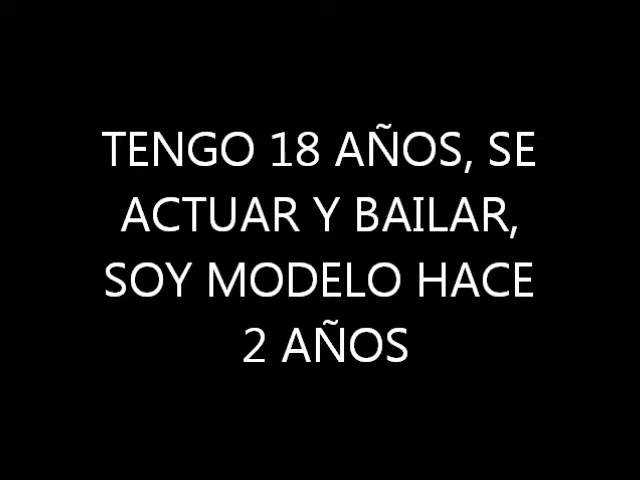 TENGO 18 AÑOS, SE
ACTUAR Y BAILAR,
SOY MODELO HACE
2 AÑOS